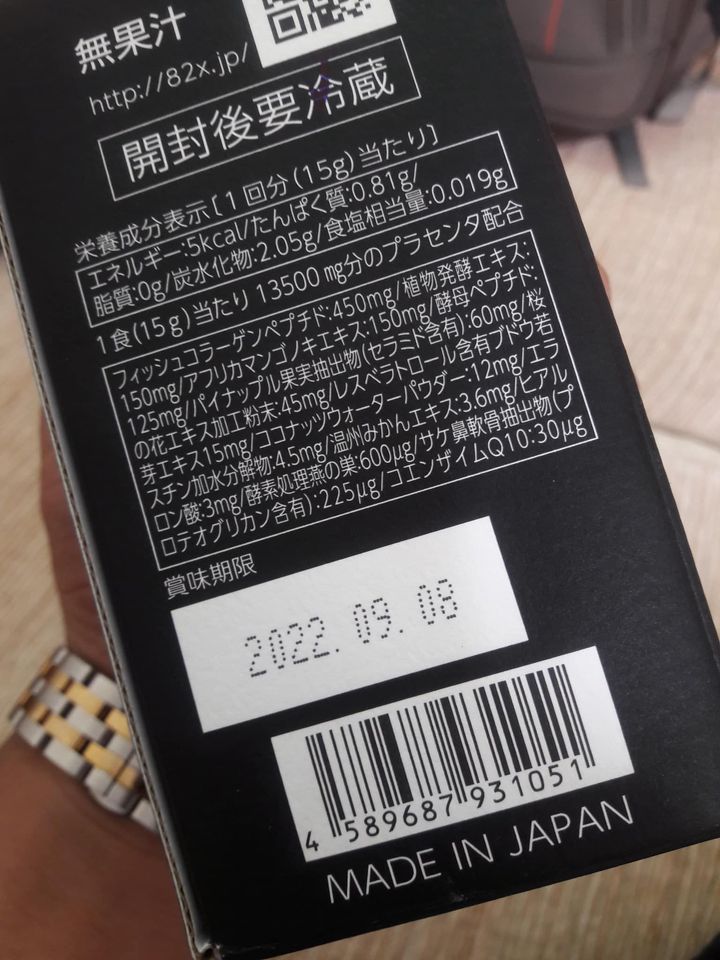 無果汁
http://82x.jp/
開封後要冷蔵
栄養成分表示[1回分(15g)当たり]
エネルギー:5kcal/たんぱく質:0.81g/
脂質:0g/炭水化物:2.05g/食塩相当量:0.019g
1食(15g)当たり 13500mg分のプラセンタ配合
フィッシュコラーゲンペプチド:450mg/植物発酵エキス:
150mg/アフリカマンゴノキエキス:150mg/酵母ペプチド:
125mg/パイナップル果実抽出物(セラミド含有):60mg/桜
の花エキス加工粉末:45mg/レスベラトロール含有ブドウ若
芽エキス15mg/ココナッツウォーターパウダー:12mg/エラ
スチン加水分解物:4.5mg/温州みかんエキス:3.6mg/ヒアル
ロン酸:3mg/酵素処理燕の巣:600μg/サケ鼻軟骨抽出物(プ
ロテオグリカン含有):225μg/コエンザイムQ10:30μg
賞味期限
2022.09.08
4 589687 931051
MADE IN JAPAN